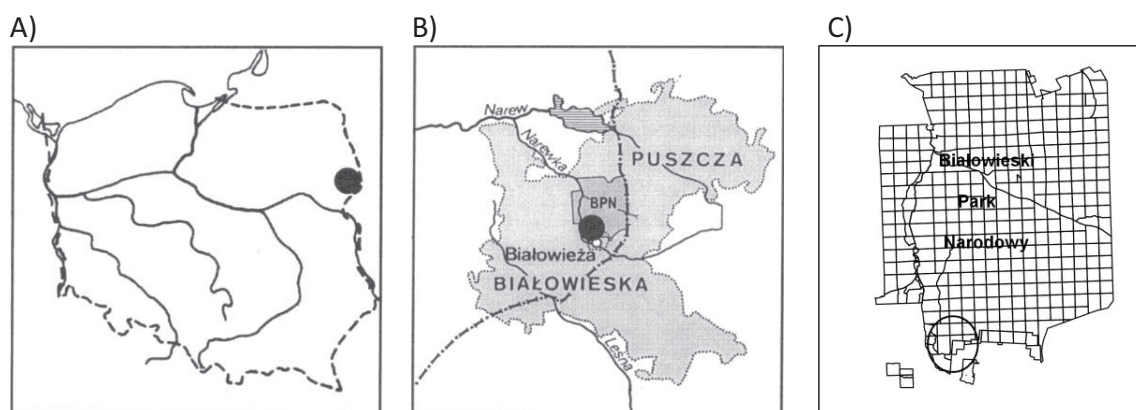 A)
B)
C)
Narew
Narewka
PUSZCZA
BPN
Białowieża
BIAŁOWIESKA
Leśna
Białowieski
Park
Narodowy